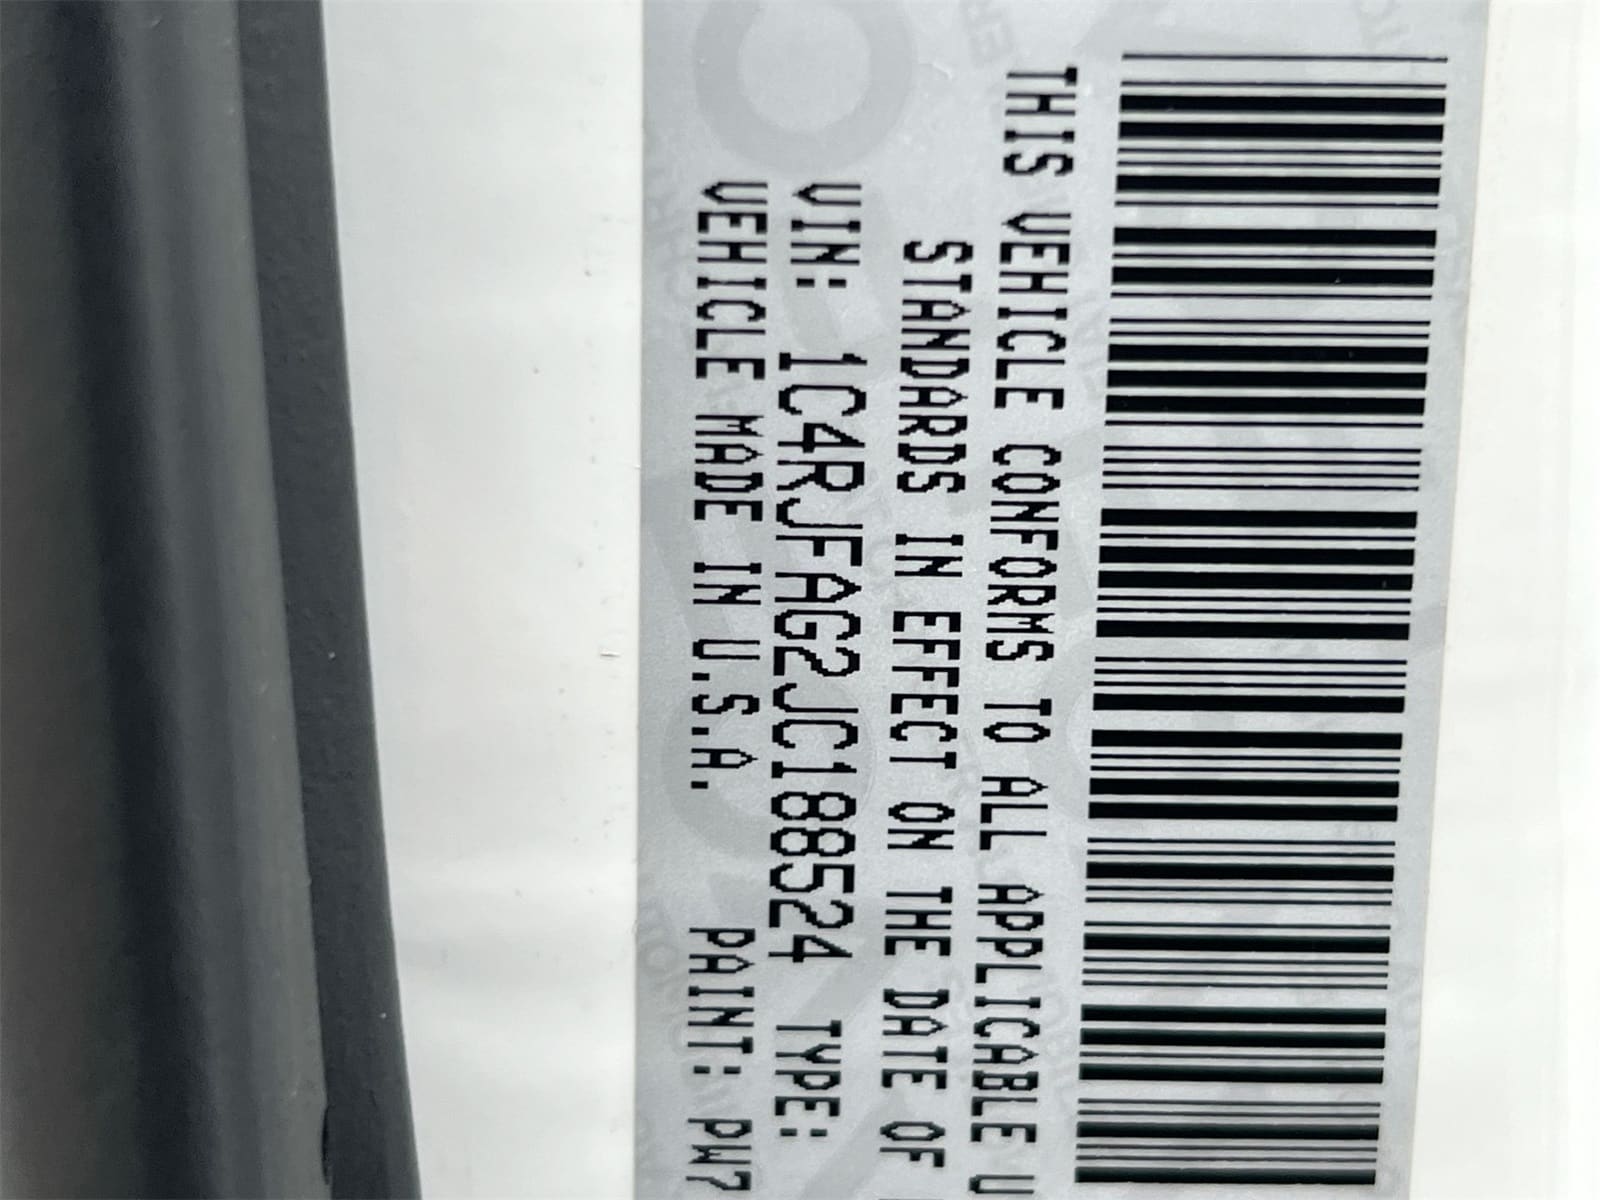 THIS VEHICLE CONFORMS TO ALL APPLICABLE U
STANDARDS IN EFFECT ON THE DATE OF
VIN: 1C4RJFAG2JC188524 TYPE:
VEHICLE MADE IN U.S.A. PAINT: PW7